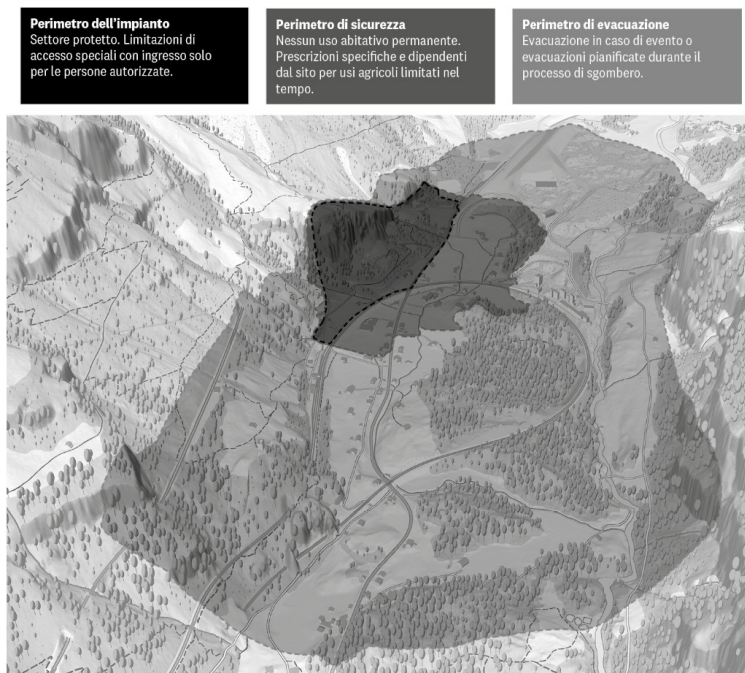 Perimetro dell'impianto
Settore protetto. Limitazioni di
accesso speciali con ingresso solo
per le persone autorizzate.
Perimetro di sicurezza
Nessun uso abitativo permanente.
Prescrizioni specifiche e dipendenti
dal sito per usi agricoli limitati nel
tempo.
Perimetro di evacuazione
Evacuazione in caso di evento o
evacuazioni pianificate durante il
processo di sgombero.